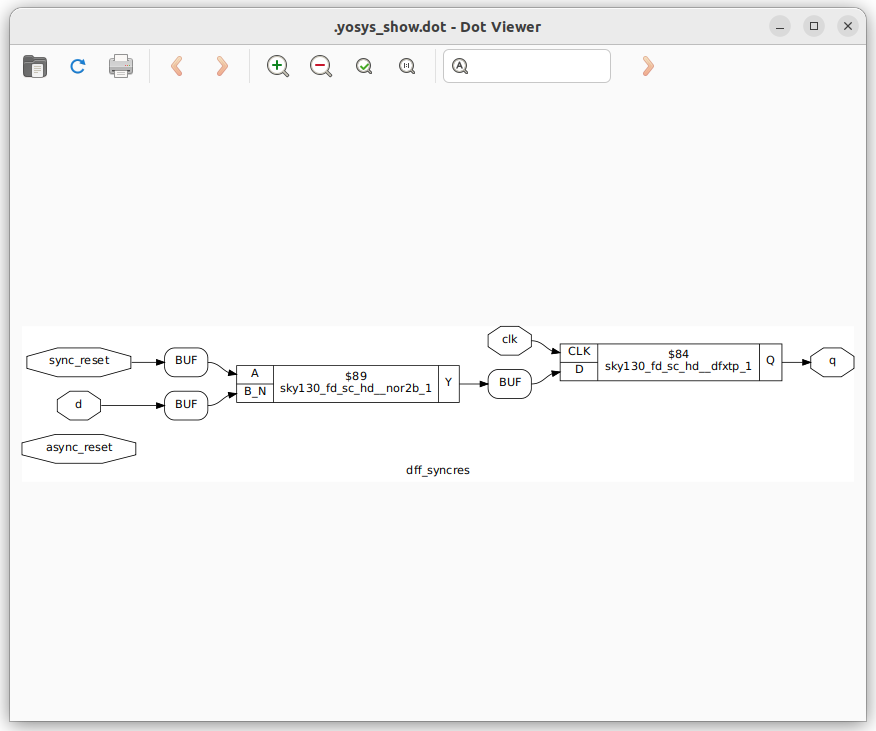 .yosys_show.dot - Dot Viewer
sync_reset
BUF
d
BUF
async_reset
A
B_N
$89
sky130_fd_sc_hd__nor2b_1
Y
BUF
clk
CLK
D
$84
sky130_fd_sc_hd__dfxtp_1
Q
q
dff_syncres